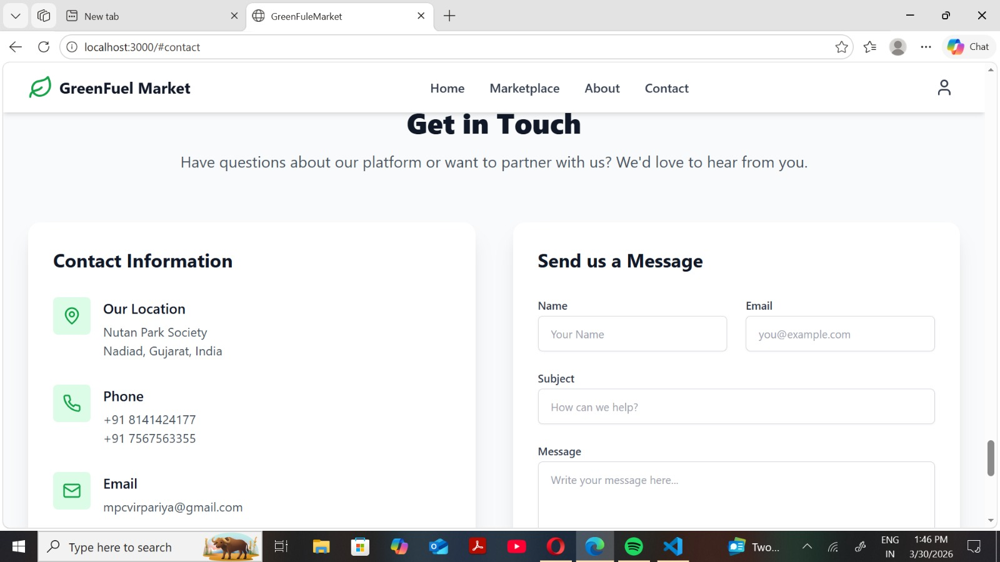 New tab
GreenFuleMarket
localhost:3000/#contact
Chat
GreenFuel Market
Home
Marketplace
About
Contact
Get in Touch
Have questions about our platform or want to partner with us? We'd love to hear from you.
Contact Information
Our Location
Nutan Park Society
Nadiad, Gujarat, India
Phone
+91 8141424177
+91 7567563355
Email
mpcvirpariya@gmail.com
Send us a Message
Name
Email
Your Name
you@example.com
Subject
How can we help?
Message
Write your message here...
Type here to search
Two...
ENG
IN
1:46 PM
3/30/2026